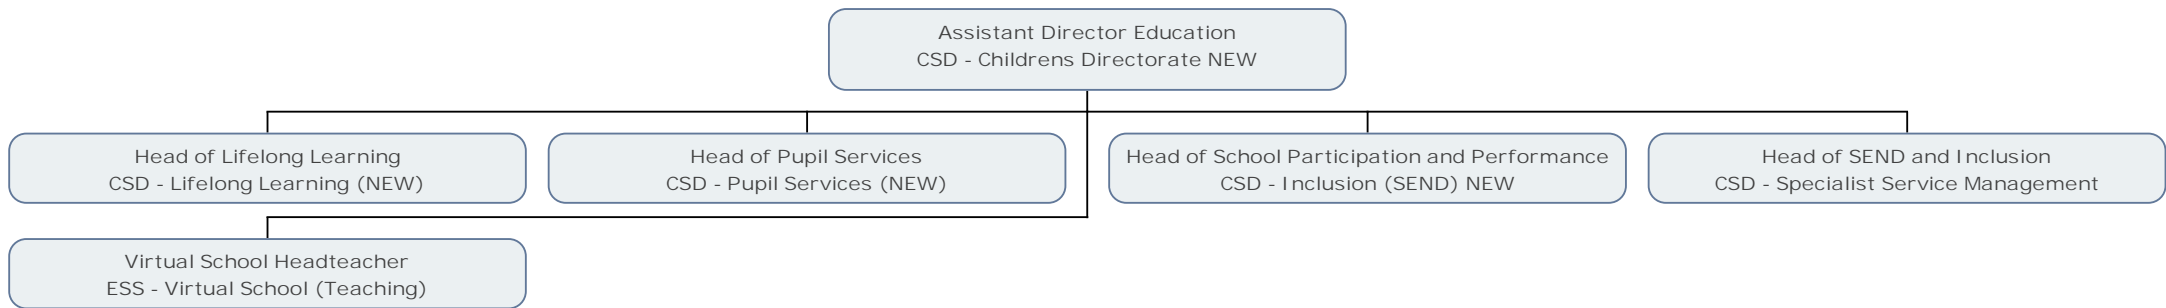 Assistant Director Education
CSD - Childrens Directorate NEW
Head of Lifelong Learning
CSD - Lifelong Learning (NEW)
Head of Pupil Services
CSD - Pupil Services (NEW)
Head of School Participation and Performance
CSD - Inclusion (SEND) NEW
Head of SEND and Inclusion
CSD - Specialist Service Management
Virtual School Headteacher
ESS - Virtual School (Teaching)